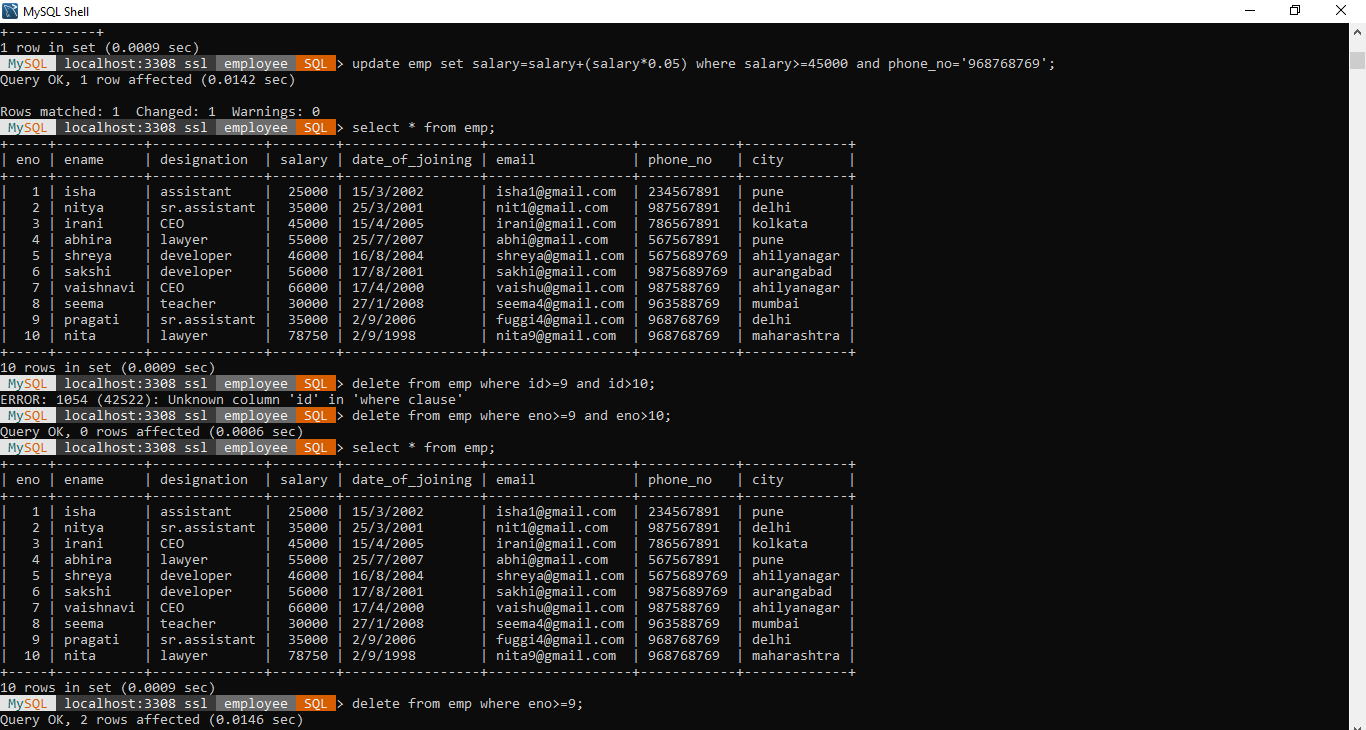 MySQL Shell
+-----------+
1 row in set (0.0009 sec)
MySQL localhost:3308 ssl employee SQL > update emp set salary=salary+(salary*0.05) where salary>=45000 and phone_no='968768769';
Query OK, 1 row affected (0.0142 sec)
Rows matched: 1  Changed: 1  Warnings: 0
MySQL localhost:3308 ssl employee SQL > select * from emp;
+-----+-----------+--------------+--------+-----------------+------------------+------------+-------------+
| eno | ename     | designation  | salary | date_of_joining | email            | phone_no   | city        |
+-----+-----------+--------------+--------+-----------------+------------------+------------+-------------+
|   1 | isha      | assistant    |  25000 | 15/3/2002       | isha1@gmail.com  | 234567891  | pune        |
|   2 | nitya     | sr.assistant |  35000 | 25/3/2001       | nit1@gmail.com   | 987567891  | delhi       |
|   3 | irani     | CEO          |  45000 | 15/4/2005       | irani@gmail.com  | 786567891  | kolkata     |
|   4 | abhira    | lawyer       |  55000 | 25/7/2007       | abhi@gmail.com   | 567567891  | pune        |
|   5 | shreya    | developer    |  46000 | 16/8/2004       | shreya@gmail.com | 5675689769 | ahilyanagar |
|   6 | sakshi    | developer    |  56000 | 17/8/2001       | sakhi@gmail.com  | 9875689769 | aurangabad  |
|   7 | vaishnavi | CEO          |  66000 | 17/4/2000       | vaishu@gmail.com | 987588769  | ahilyanagar |
|   8 | seema     | teacher      |  30000 | 27/1/2008       | seema4@gmail.com | 963588769  | mumbai      |
|   9 | pragati   | sr.assistant |  35000 | 2/9/2006        | fuggi4@gmail.com | 968768769  | delhi       |
|  10 | nita      | lawyer       |  78750 | 2/9/1998        | nita9@gmail.com  | 968768769  | maharashtra |
+-----+-----------+--------------+--------+-----------------+------------------+------------+-------------+
10 rows in set (0.0009 sec)
MySQL localhost:3308 ssl employee SQL > delete from emp where id>=9 and id>10;
ERROR: 1054 (42S22): Unknown column 'id' in 'where clause'
MySQL localhost:3308 ssl employee SQL > delete from emp where eno>=9 and eno>10;
Query OK, 0 rows affected (0.0006 sec)
MySQL localhost:3308 ssl employee SQL > select * from emp;
+-----+-----------+--------------+--------+-----------------+------------------+------------+-------------+
| eno | ename     | designation  | salary | date_of_joining | email            | phone_no   | city        |
+-----+-----------+--------------+--------+-----------------+------------------+------------+-------------+
|   1 | isha      | assistant    |  25000 | 15/3/2002       | isha1@gmail.com  | 234567891  | pune        |
|   2 | nitya     | sr.assistant |  35000 | 25/3/2001       | nit1@gmail.com   | 987567891  | delhi       |
|   3 | irani     | CEO          |  45000 | 15/4/2005       | irani@gmail.com  | 786567891  | kolkata     |
|   4 | abhira    | lawyer       |  55000 | 25/7/2007       | abhi@gmail.com   | 567567891  | pune        |
|   5 | shreya    | developer    |  46000 | 16/8/2004       | shreya@gmail.com | 5675689769 | ahilyanagar |
|   6 | sakshi    | developer    |  56000 | 17/8/2001       | sakhi@gmail.com  | 9875689769 | aurangabad  |
|   7 | vaishnavi | CEO          |  66000 | 17/4/2000       | vaishu@gmail.com | 987588769  | ahilyanagar |
|   8 | seema     | teacher      |  30000 | 27/1/2008       | seema4@gmail.com | 963588769  | mumbai      |
|   9 | pragati   | sr.assistant |  35000 | 2/9/2006        | fuggi4@gmail.com | 968768769  | delhi       |
|  10 | nita      | lawyer       |  78750 | 2/9/1998        | nita9@gmail.com  | 968768769  | maharashtra |
+-----+-----------+--------------+--------+-----------------+------------------+------------+-------------+
10 rows in set (0.0009 sec)
MySQL localhost:3308 ssl employee SQL > delete from emp where eno>=9;
Query OK, 2 rows affected (0.0146 sec)